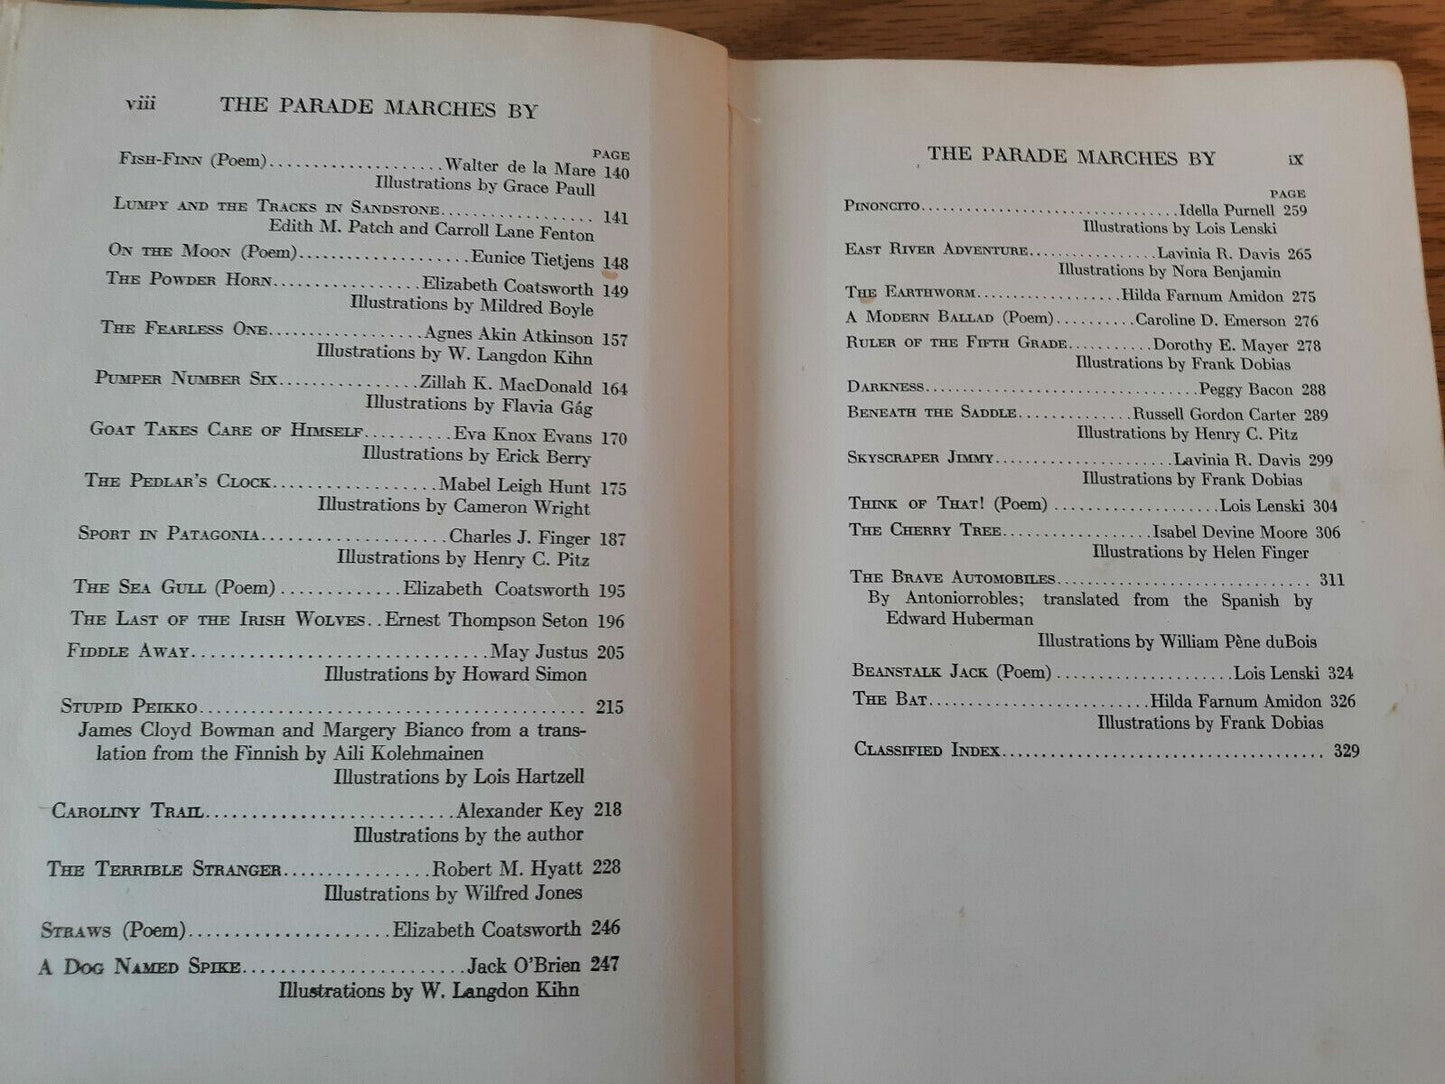 viii THE PARADE MARCHES BY
PAGE
FISH-FINN (Poem)....................Walter de la Mare 140
Illustrations by Grace Paull
LUMPY AND THE TRACKS IN SANDSTONE.................. 141
Edith M. Patch and Carroll Lane Fenton
ON THE MOON (Poem)...................Eunice Tietjens 148
THE POWDER HORN.................Elizabeth Coatsworth 149
Illustrations by Mildred Boyle
THE FEARLESS ONE..................Agnes Akin Atkinson 157
Illustrations by W. Langdon Kihn
PUMPER NUMBER SIX................Zillah K. MacDonald 164
Illustrations by Flavia Gág
GOAT TAKES CARE OF HIMSELF..........Eva Knox Evans 170
Illustrations by Erick Berry
THE PEDLAR'S CLOCK..................Mabel Leigh Hunt 175
Illustrations by Cameron Wright
SPORT IN PATAGONIA.....................Charles J. Finger 187
Illustrations by Henry C. Pitz
THE SEA GULL (Poem).............Elizabeth Coatsworth 195
THE LAST OF THE IRISH WOLVES..Ernest Thompson Seton 196
FIDDLE AWAY.................................May Justus 205
Illustrations by Howard Simon
STUPID PEIKKO.......................................... 215
James Cloyd Bowman and Margery Bianco from a trans-
lation from the Finnish by Aili Kolehmainen
Illustrations by Lois Hartzell
CAROLINY TRAIL...........................Alexander Key 218
Illustrations by the author
THE TERRIBLE STRANGER................Robert M. Hyatt 228
Illustrations by Wilfred Jones
STRAWS (Poem).....................Elizabeth Coatsworth 246
A DOG NAMED SPIKE........................Jack O'Brien 247
Illustrations by W. Langdon Kihn
THE PARADE MARCHES BY ix
PAGE
PINONCITO.................................Idella Purnell 259
Illustrations by Lois Lenski
EAST RIVER ADVENTURE................Lavinia R. Davis 265
Illustrations by Nora Benjamin
THE EARTHWORM...................Hilda Farnum Amidon 275
A MODERN BALLAD (Poem)..........Caroline D. Emerson 276
RULER OF THE FIFTH GRADE...........Dorothy E. Mayer 278
Illustrations by Frank Dobias
DARKNESS...................................Peggy Bacon 288
BENEATH THE SADDLE..............Russell Gordon Carter 289
Illustrations by Henry C. Pitz
SKYSCRAPER JIMMY.......................Lavinia R. Davis 299
Illustrations by Frank Dobias
THINK OF THAT! (Poem).....................Lois Lenski 304
THE CHERRY TREE...................Isabel Devine Moore 306
Illustrations by Helen Finger
THE BRAVE AUTOMOBILES................................ 311
By Antoniorrobles; translated from the Spanish by
Edward Huberman
Illustrations by William Pène duBois
BEANSTALK JACK (Poem).....................Lois Lenski 324
THE BAT...........................Hilda Farnum Amidon 326
Illustrations by Frank Dobias
CLASSIFIED INDEX..................................... 329